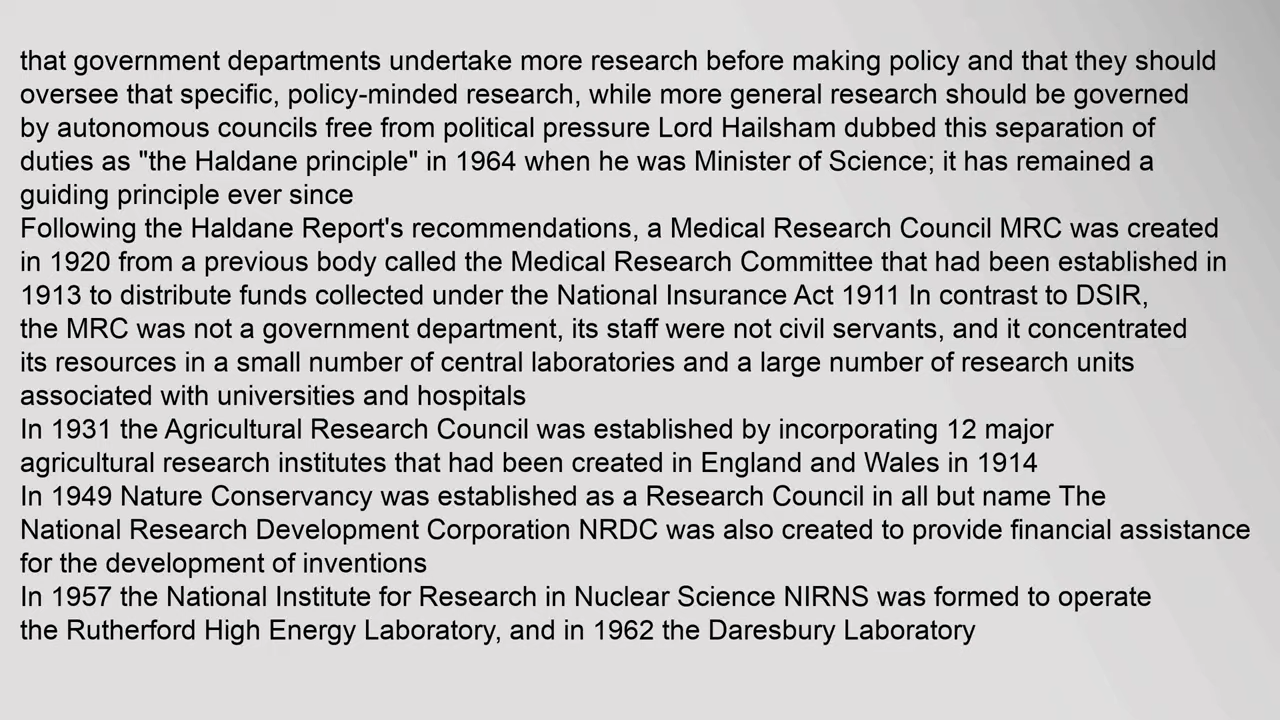 that government departments undertake more research before making policy and that they should
oversee that specific, policy-minded research, while more general research should be governed
by autonomous councils free from political pressure Lord Hailsham dubbed this separation of
duties as "the Haldane principle" in 1964 when he was Minister of Science; it has remained a
guiding principle ever since
Following the Haldane Report's recommendations, a Medical Research Council MRC was created
in 1920 from a previous body called the Medical Research Committee that had been established in
1913 to distribute funds collected under the National Insurance Act 1911 In contrast to DSIR,
the MRC was not a government department, its staff were not civil servants, and it concentrated
its resources in a small number of central laboratories and a large number of research units
associated with universities and hospitals
In 1931 the Agricultural Research Council was established by incorporating 12 major
agricultural research institutes that had been created in England and Wales in 1914
In 1949 Nature Conservancy was established as a Research Council in all but name The
National Research Development Corporation NRDC was also created to provide financial assistance
for the development of inventions
In 1957 the National Institute for Research in Nuclear Science NIRNS was formed to operate
the Rutherford High Energy Laboratory, and in 1962 the Daresbury Laboratory